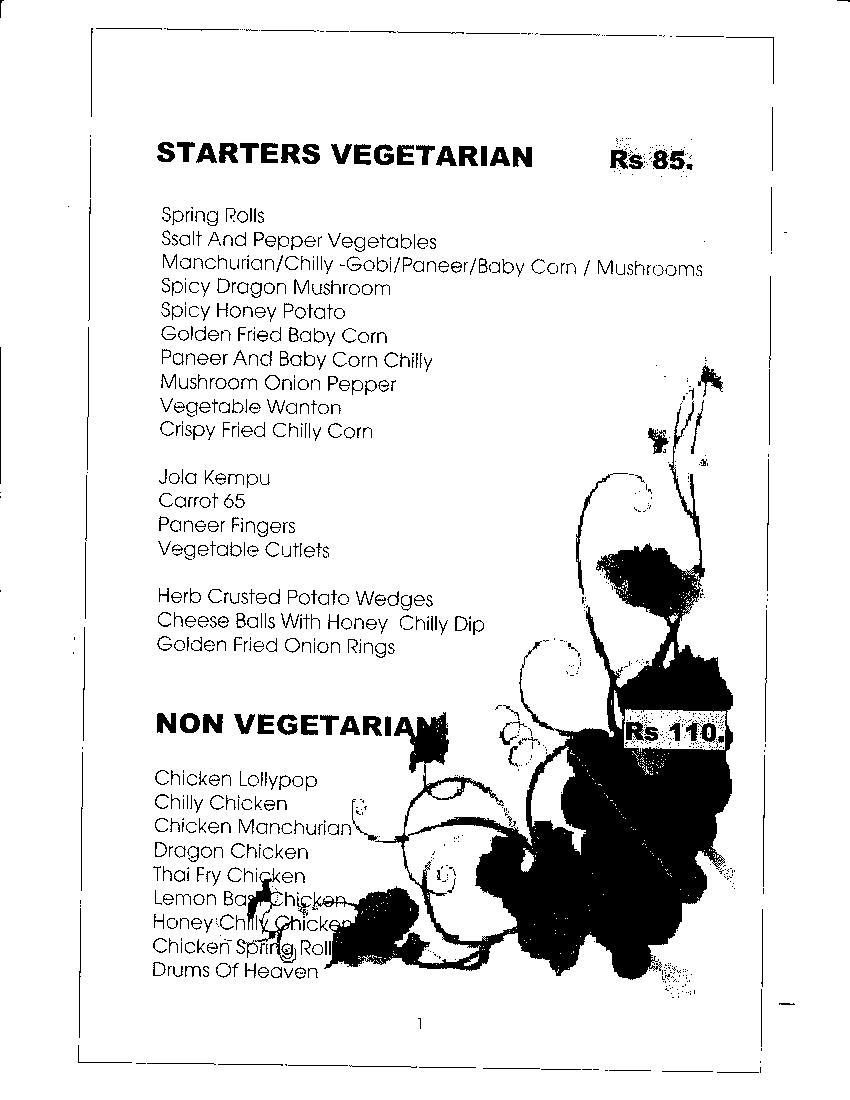 STARTERS VEGETARIAN Rs 85.
Spring Rolls
Ssalt And Pepper Vegetables
Manchurian/Chilly -Gobi/Paneer/Baby Corn / Mushrooms
Spicy Dragon Mushroom
Spicy Honey Potato
Golden Fried Baby Corn
Paneer And Baby Corn Chilly
Mushroom Onion Pepper
Vegetable Wanton
Crispy Fried Chilly Corn
Jola Kempu
Carrot 65
Paneer Fingers
Vegetable Cutlets
Herb Crusted Potato Wedges
Cheese Balls With Honey Chilly Dip
Golden Fried Onion Rings
NON VEGETARIAN Rs 110.
Chicken Lollypop
Chilly Chicken
Chicken Manchurian
Dragon Chicken
Thai Fry Chicken
Lemon Chicken
Honey Chilly Chicken
Chicken Spring Roll
Drums Of Heaven
1